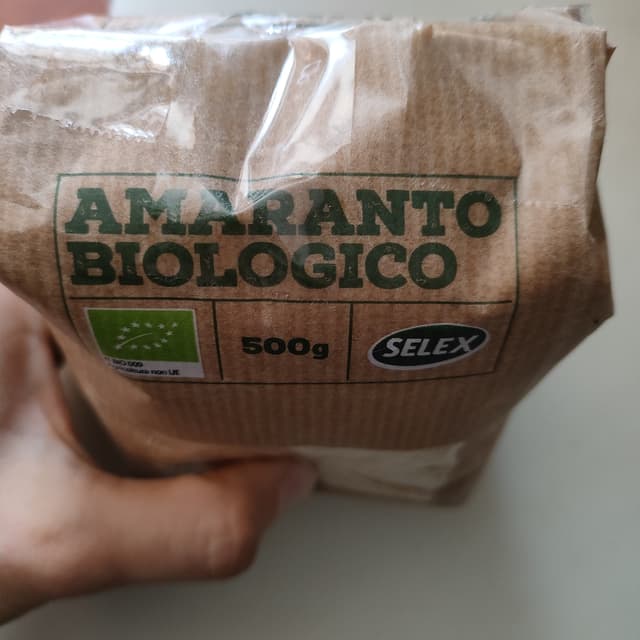 AMARANTO
BIOLOGICO
500g
SELEX